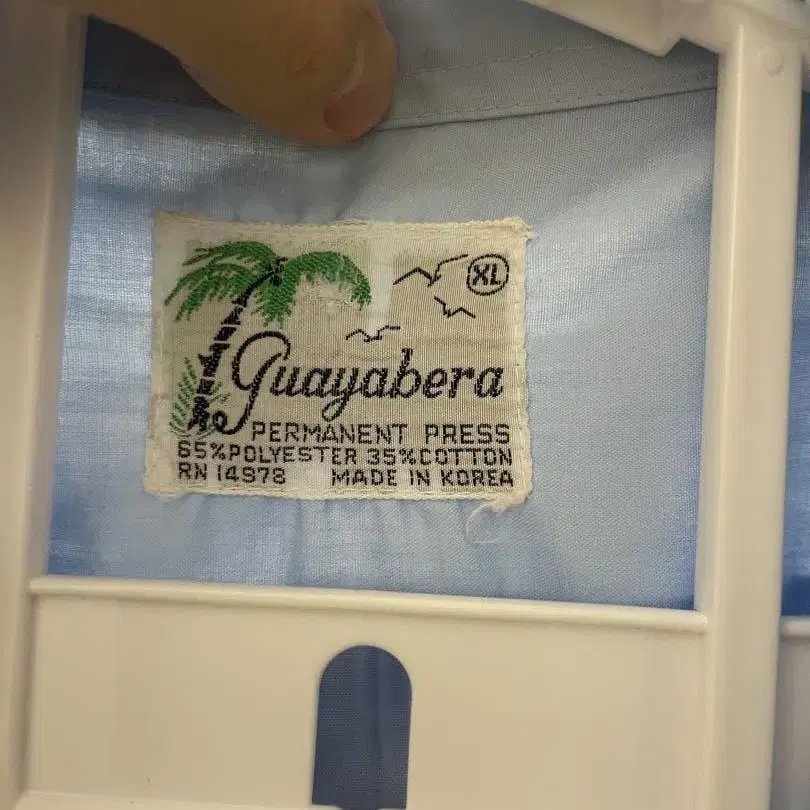 XL
Guayabera
PERMANENT PRESS
65%POLYESTER 35%COTTON
RN 14978 MADE IN KOREA